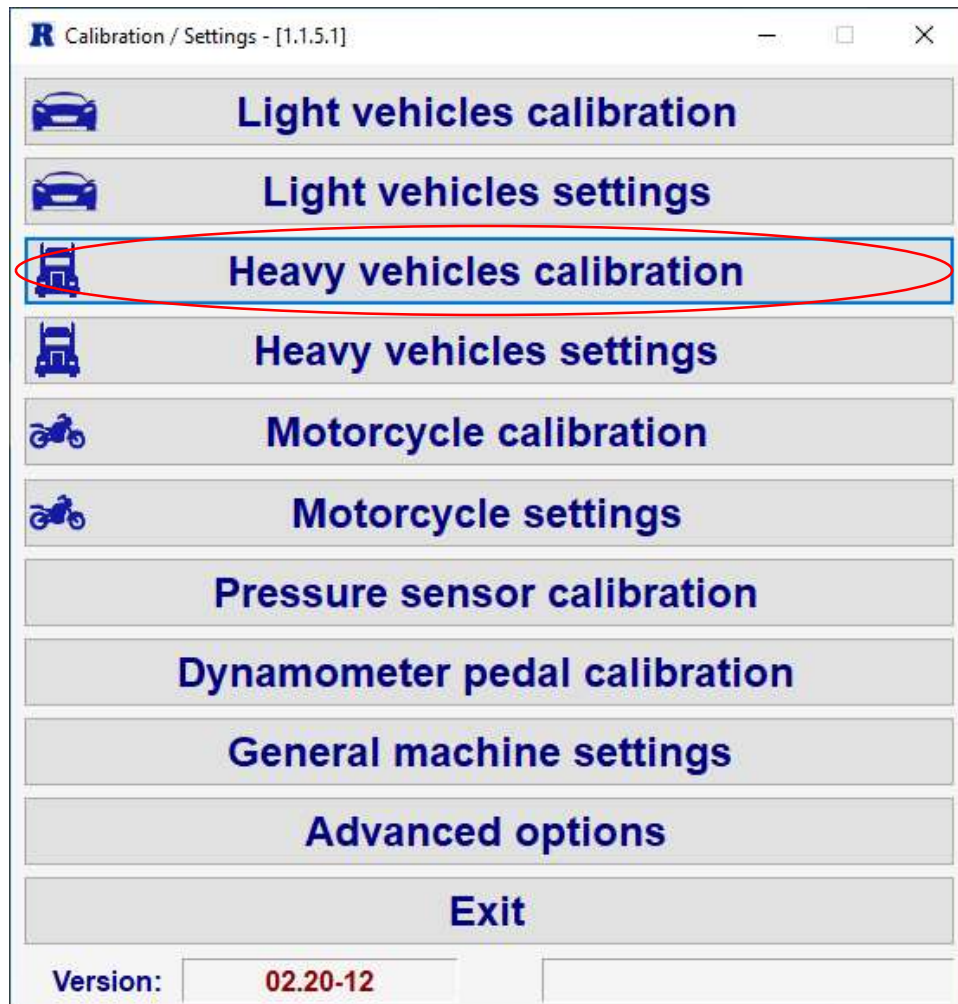 R Calibration / Settings - [1.1.5.1]
Light vehicles calibration
Light vehicles settings
Heavy vehicles calibration
Heavy vehicles settings
Motorcycle calibration
Motorcycle settings
Pressure sensor calibration
Dynamometer pedal calibration
General machine settings
Advanced options
Exit
Version: 02.20-12